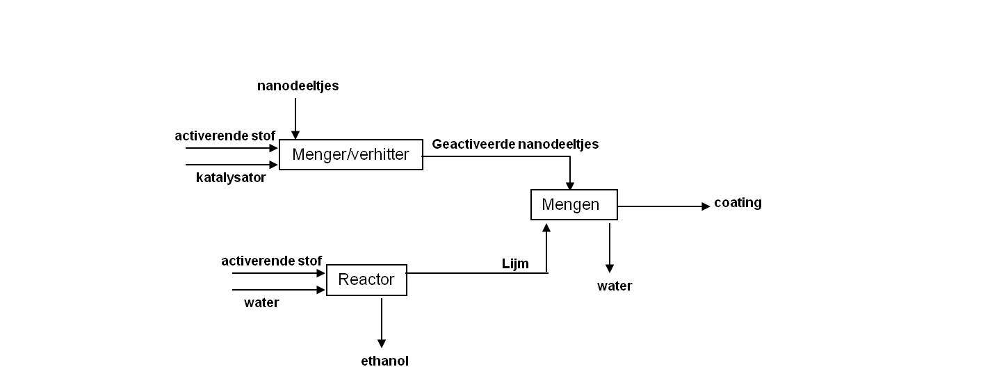 nanodeeltjes
activerende stof
Menger/verhitter
katalysator
Geactiveerde nanodeeltjes
Mengen
coating
activerende stof
Reactor
water
Lijm
water
ethanol